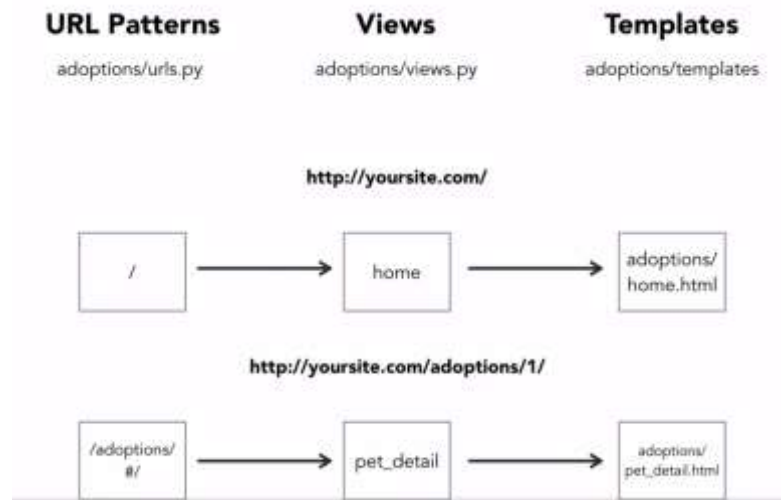 URL Patterns Views Templates
adoptions/urls.py adoptions/views.py adoptions/templates
http://yoursite.com/
/ home adoptions/
home.html
http://yoursite.com/adoptions/1/
/adoptions/
#/
pet_detail
adoptions/
pet_detail.html